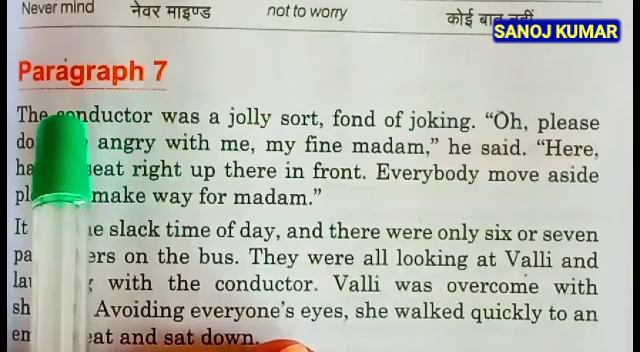 Never mind नेवर माइण्ड not to worry कोई बात नहीं
SANOJ KUMAR
Paragraph 7
The conductor was a jolly sort, fond of joking. “Oh, please
angry with me, my fine madam,” he said. “Here,
seat right up there in front. Everybody move aside
make way for madam.”
It slack time of day, and there were only six or seven
on the bus. They were all looking at Valli and
with the conductor. Valli was overcome with
Avoiding everyone’s eyes, she walked quickly to an
and sat down.